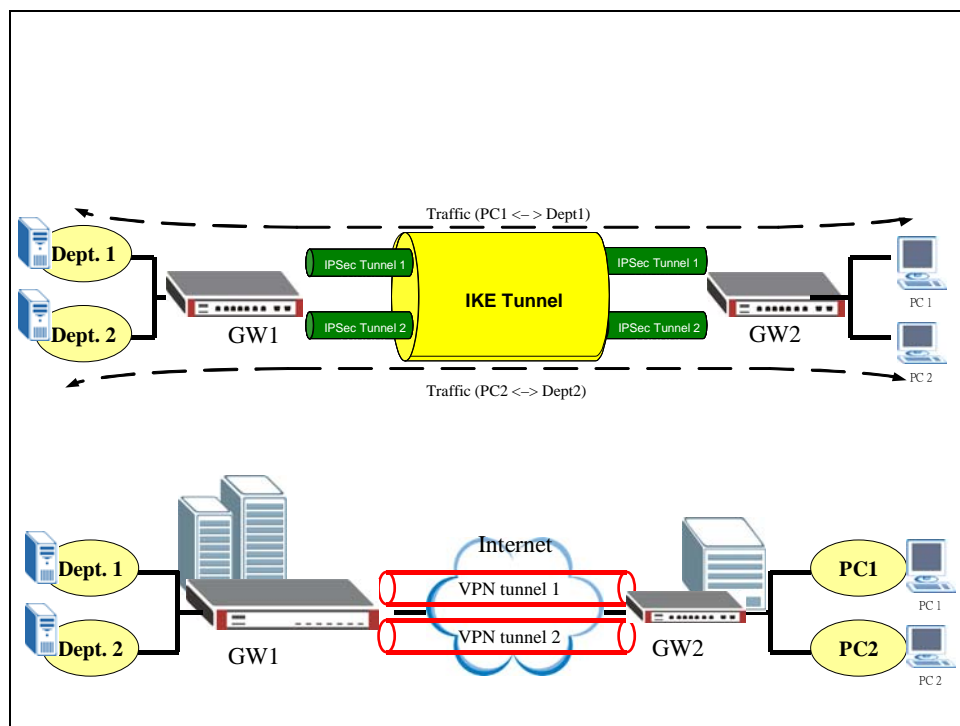 Traffic (PC1 <–> Dept1)
Dept. 1
IPSec Tunnel 1
IPSec Tunnel 1
IKE Tunnel
PC 1
Dept. 2
GW1
IPSec Tunnel 2
IPSec Tunnel 2
GW2
PC 2
Traffic (PC2 <–> Dept2)
Internet
Dept. 1
VPN tunnel 1
PC1
PC 1
Dept. 2
GW1
VPN tunnel 2
GW2
PC2
PC 2